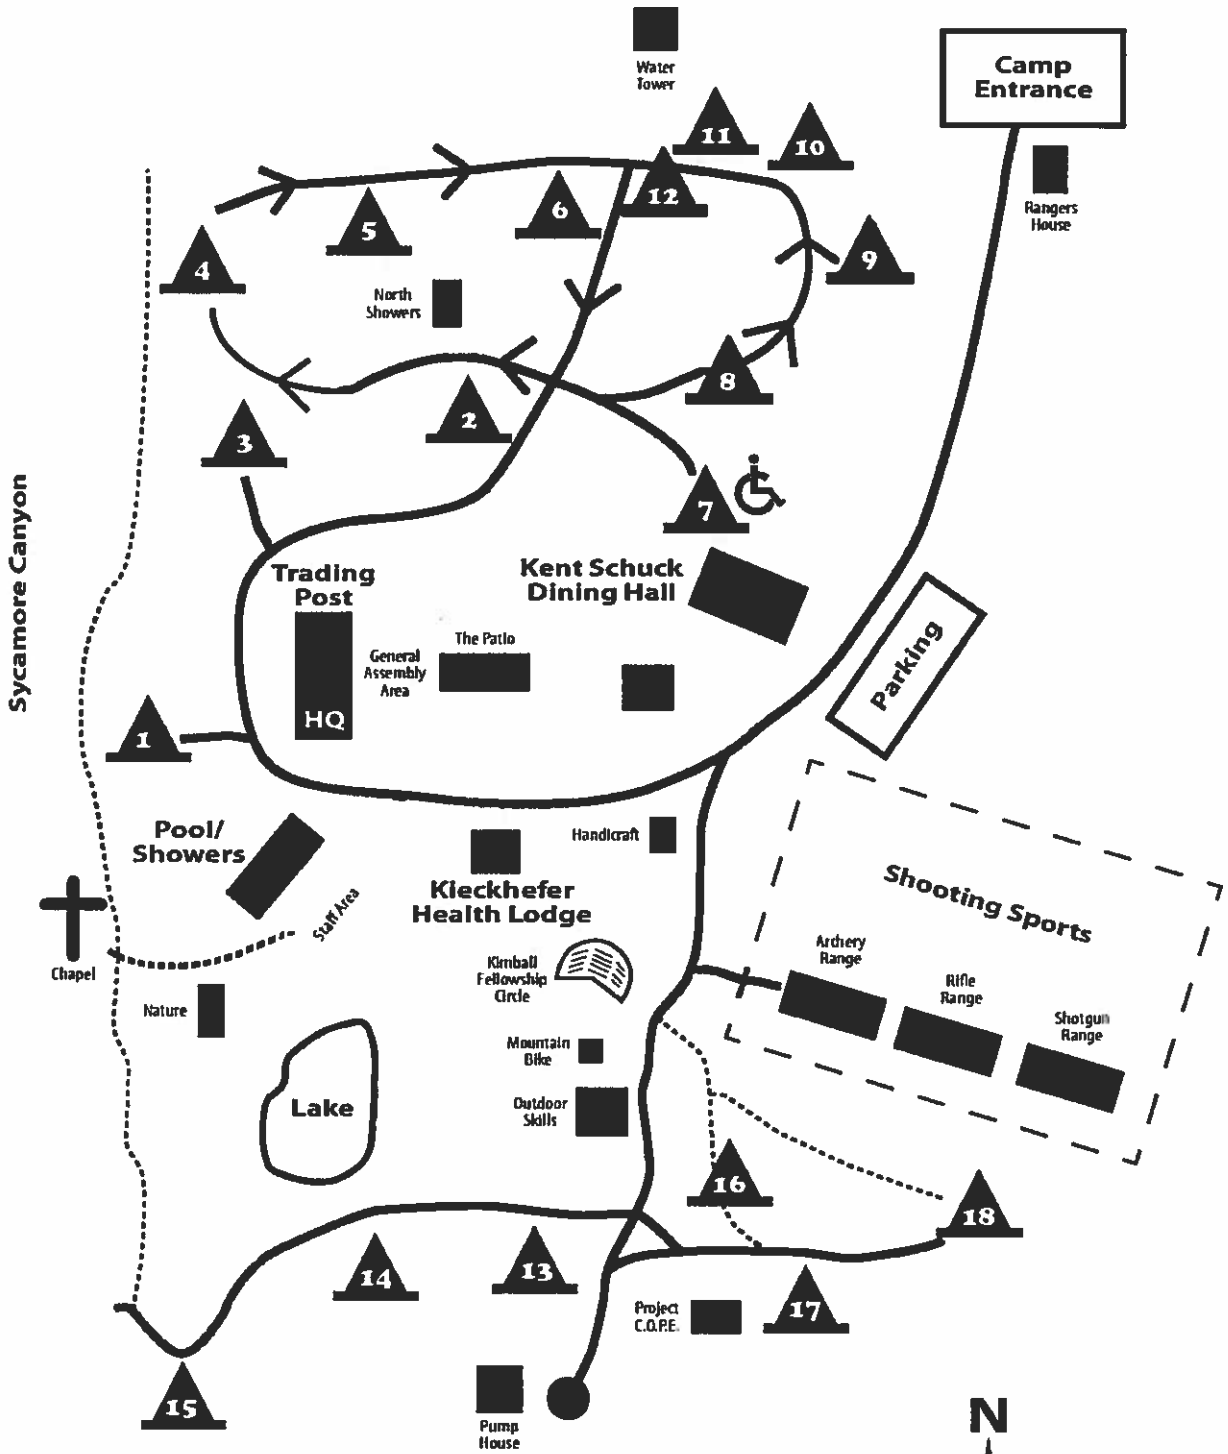 Water
Tower
Camp
Entrance
11
10
12
Rangers
House
6
5
9
4
North
Showers
8
2
3
7
Sycamore Canyon
Trading
Post
Kent Schuck
Dining Hall
The Patio
General
Assembly
Area
HQ
Parking
1
Pool/
Showers
Handicraft
Kieckhefer
Health Lodge
Staff Area
Shooting Sports
Chapel
Kimball
Fellowship
Circle
Archery
Range
Rifle
Range
Shotgun
Range
Nature
Mountain
Bike
Lake
Outdoor
Skills
16
18
14
13
17
Project
C.O.P.E.
15
Pump
House
N